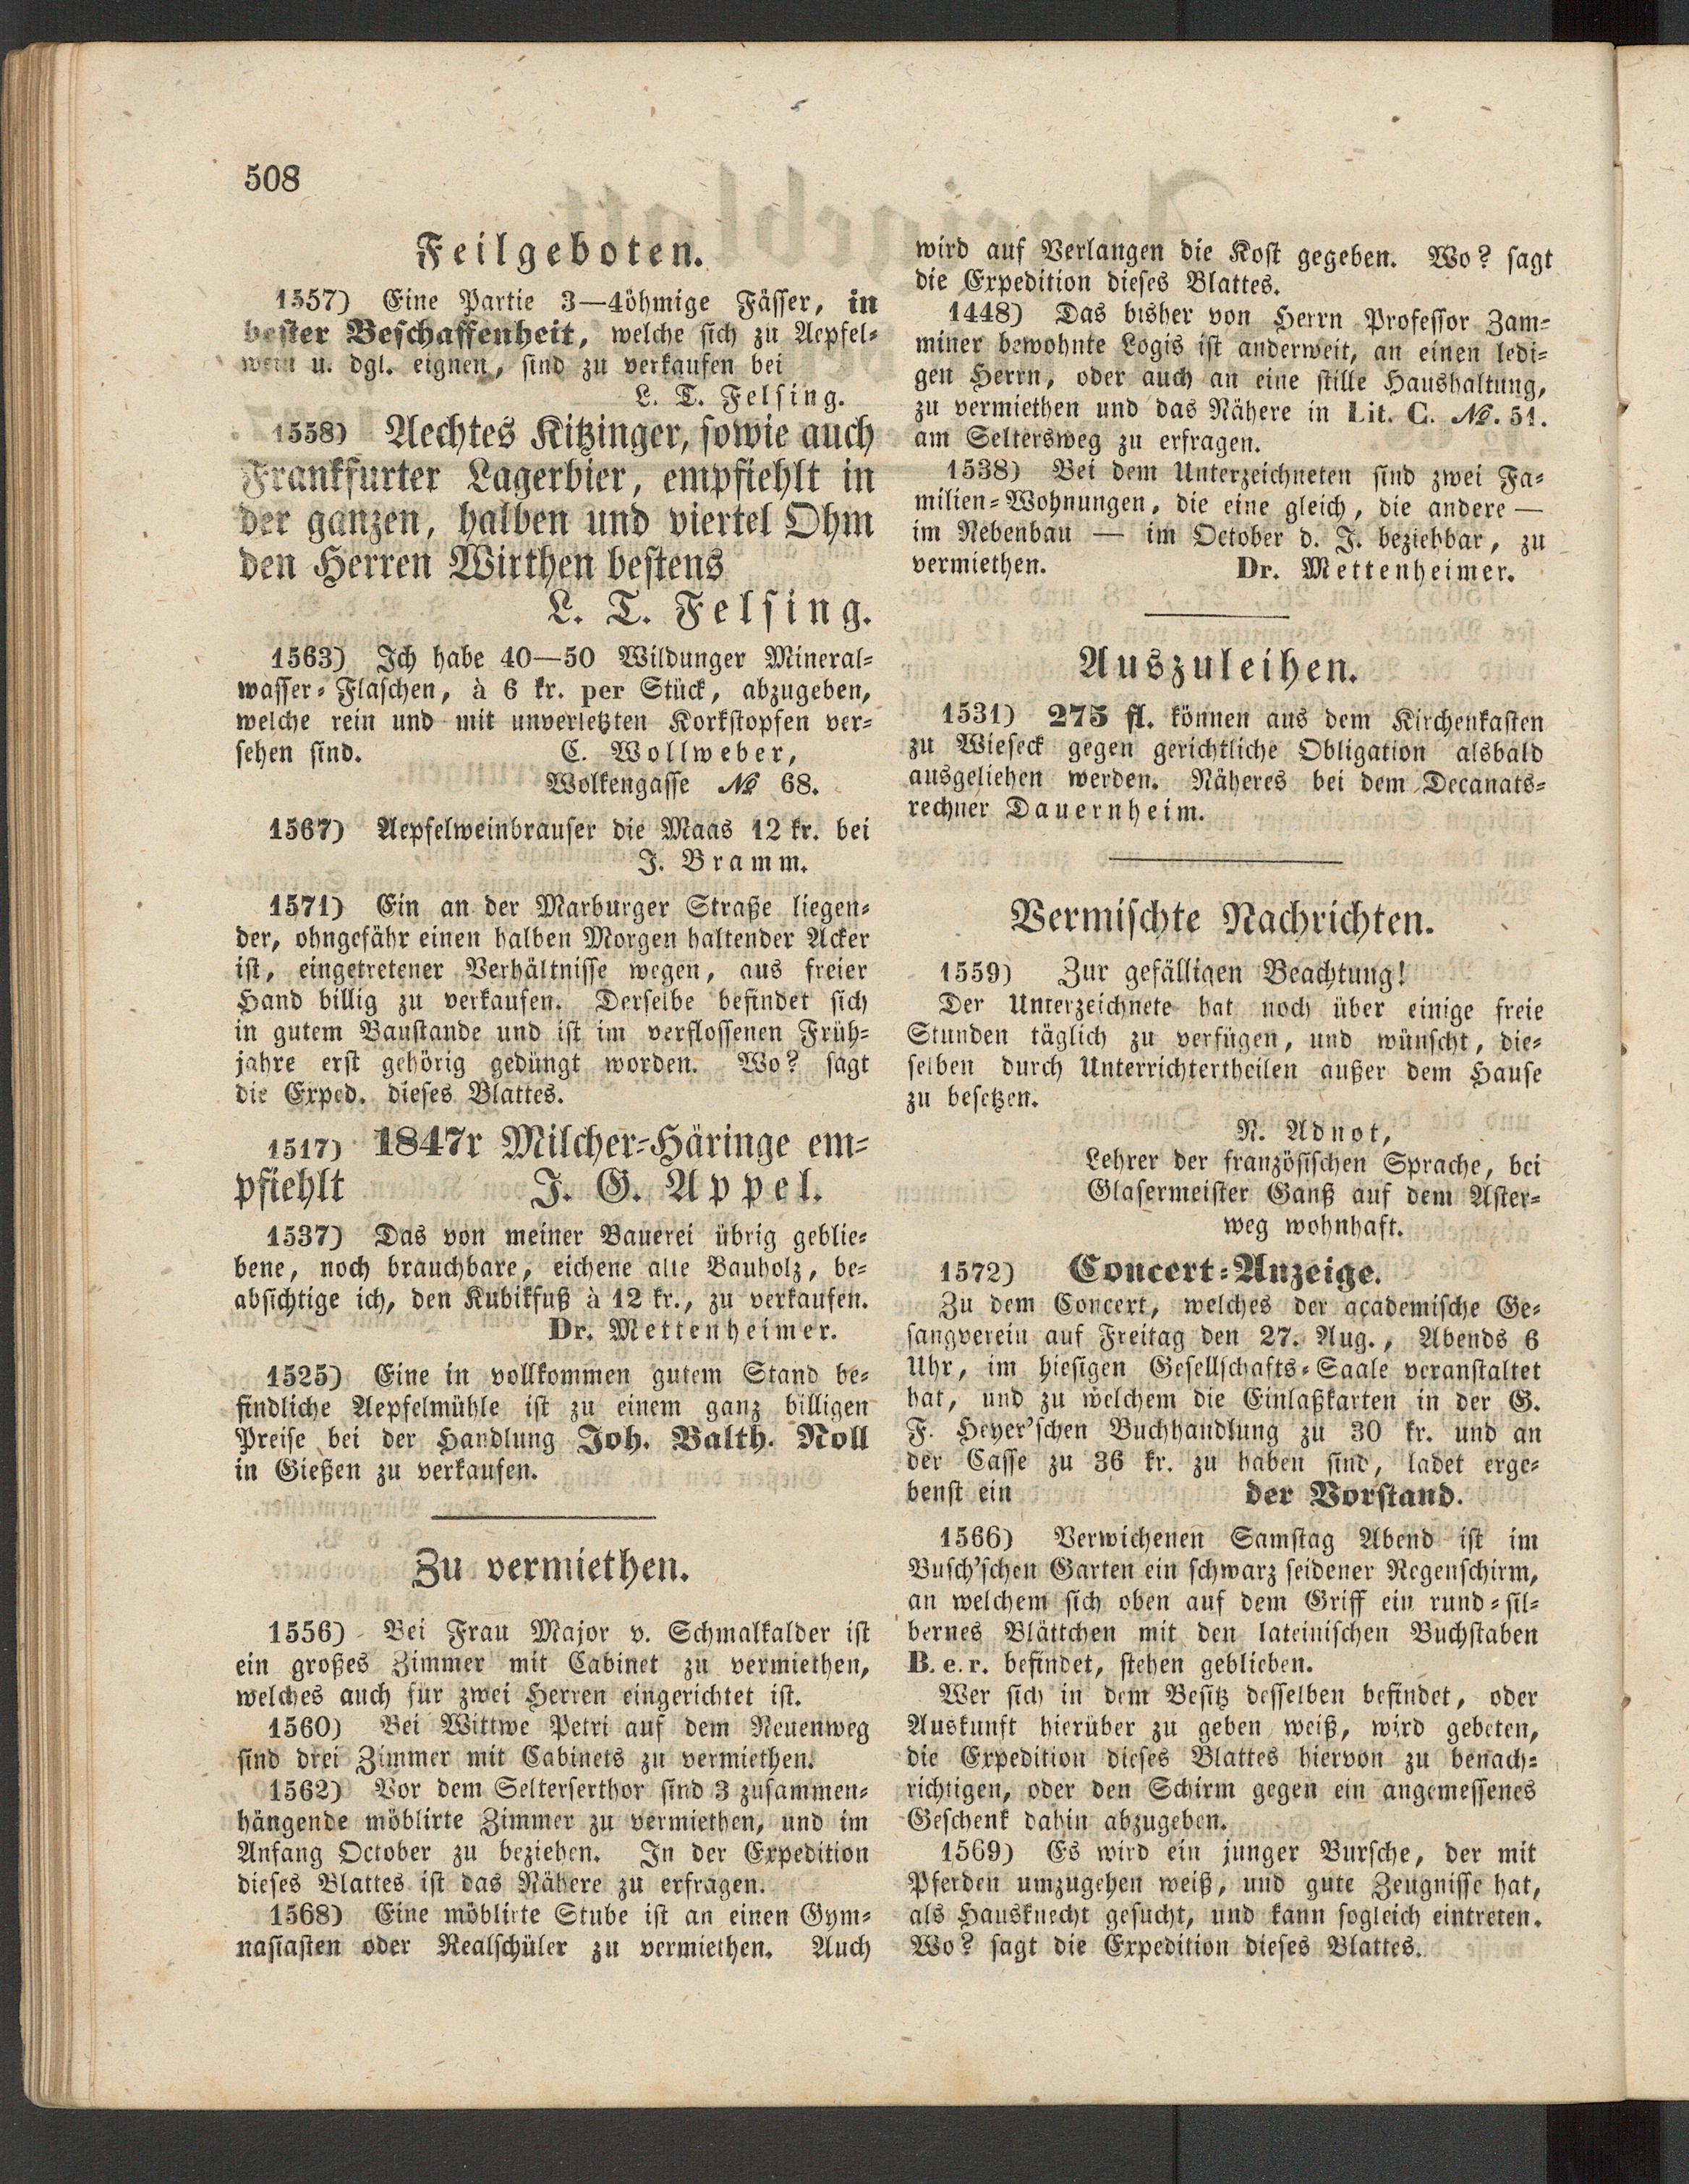 508
Feilgeboten.
1557) Eine Partie 3—4öhmige Fässer, in
bester Beschaffenheit, welche sich zu Aepfel-
wein u. dgl. eignen, sind zu verkaufen bei
L. T. Felsing.
1558) Aechtes Kitzinger, sowie auch
Frankfurter Lagerbier, empfiehlt in
der ganzen, halben und viertel Ohm
den Herren Wirthen bestens
L. T. Felsing.
1563) Ich habe 40—50 Wildunger Mineral-
wasser-Flaschen, à 6 kr. per Stück, abzugeben,
welche rein und mit unverletzten Korkstopfen ver-
sehen sind. C. Wollweber,
Wolkengasse № 68.
1567) Aepfelweinbrauser die Maas 12 kr. bei
J. Bramm.
1571) Ein an der Marburger Straße liegen-
der, ohngefähr einen halben Morgen haltender Acker
ist, eingetretener Verhältnisse wegen, aus freier
Hand billig zu verkaufen. Derselbe befindet sich
in gutem Baustande und ist im verflossenen Früh-
jahre erst gehörig gedüngt worden. Wo? sagt
die Exped. dieses Blattes.
1517) 1847r Milcher-Häringe em-
pfiehlt J. G. Appel.
1537) Das von meiner Bauerei übrig geblie-
bene, noch brauchbare, eichene alte Bauholz, be-
absichtige ich, den Kubikfuß à 12 kr., zu verkaufen.
Dr. Mettenheimer.
1525) Eine in vollkommen gutem Stand be-
findliche Aepfelmühle ist zu einem ganz billigen
Preise bei der Handlung Joh. Balth. Noll
in Gießen zu verkaufen.
Zu vermiethen.
1556) Bei Frau Major v. Schmalkalder ist
ein großes Zimmer mit Cabinet zu vermiethen,
welches auch für zwei Herren eingerichtet ist.
1560) Bei Wittwe Petri auf dem Neuenweg
sind drei Zimmer mit Cabinets zu vermiethen.
1562) Vor dem Selterserthor sind 3 zusammen-
hängende möblirte Zimmer zu vermiethen, und im
Anfang October zu beziehen. In der Expedition
dieses Blattes ist das Nähere zu erfragen.
1568) Eine möblirte Stube ist an einen Gym-
nasiasten oder Realschüler zu vermiethen. Auch
wird auf Verlangen die Kost gegeben. Wo? sagt
die Expedition dieses Blattes.
1448) Das bisher von Herrn Professor Zam-
miner bewohnte Logis ist anderweit, an einen ledi-
gen Herrn, oder auch an eine stille Haushaltung,
zu vermiethen und das Nähere in Lit. C. №. 51.
am Seltersweg zu erfragen.
1538) Bei dem Unterzeichneten sind zwei Fa-
milien-Wohnungen, die eine gleich, die andere —
im Nebenbau — im October d. J. beziehbar, zu
vermiethen. Dr. Mettenheimer.
Auszuleihen.
1531) 275 fl. können aus dem Kirchenkasten
zu Wieseck gegen gerichtliche Obligation alsbald
ausgeliehen werden. Näheres bei dem Decanats-
rechner Dauernheim.
Vermischte Nachrichten.
1559) Zur gefälligen Beachtung!
Der Unterzeichnete hat noch über einige freie
Stunden täglich zu verfügen, und wünscht, die-
selben durch Unterrichtertheilen außer dem Hause
zu besetzen.
N. Adnot,
Lehrer der französischen Sprache, bei
Glasermeister Ganß auf dem Aster-
weg wohnhaft.
1572) Concert-Anzeige.
Zu dem Concert, welches der academische Ge-
sangverein auf Freitag den 27. Aug., Abends 6
Uhr, im hiesigen Gesellschafts-Saale veranstaltet
hat, und zu welchem die Einlaßkarten in der G.
F. Heyer'schen Buchhandlung zu 30 kr. und an
der Casse zu 36 kr. zu haben sind, ladet erge-
benst ein der Vorstand.
1566) Verwichenen Samstag Abend ist im
Busch'schen Garten ein schwarz seidener Regenschirm,
an welchem sich oben auf dem Griff ein rund-sil-
bernes Blättchen mit den lateinischen Buchstaben
B. e. r. befindet, stehen geblieben.
Wer sich in dem Besitz desselben befindet, oder
Auskunft hierüber zu geben weiß, wird gebeten,
die Expedition dieses Blattes hiervon zu benach-
richtigen, oder den Schirm gegen ein angemessenes
Geschenk dahin abzugeben.
1569) Es wird ein junger Bursche, der mit
Pferden umzugehen weiß, und gute Zeugnisse hat,
als Hausknecht gesucht, und kann sogleich eintreten.
Wo? sagt die Expedition dieses Blattes.